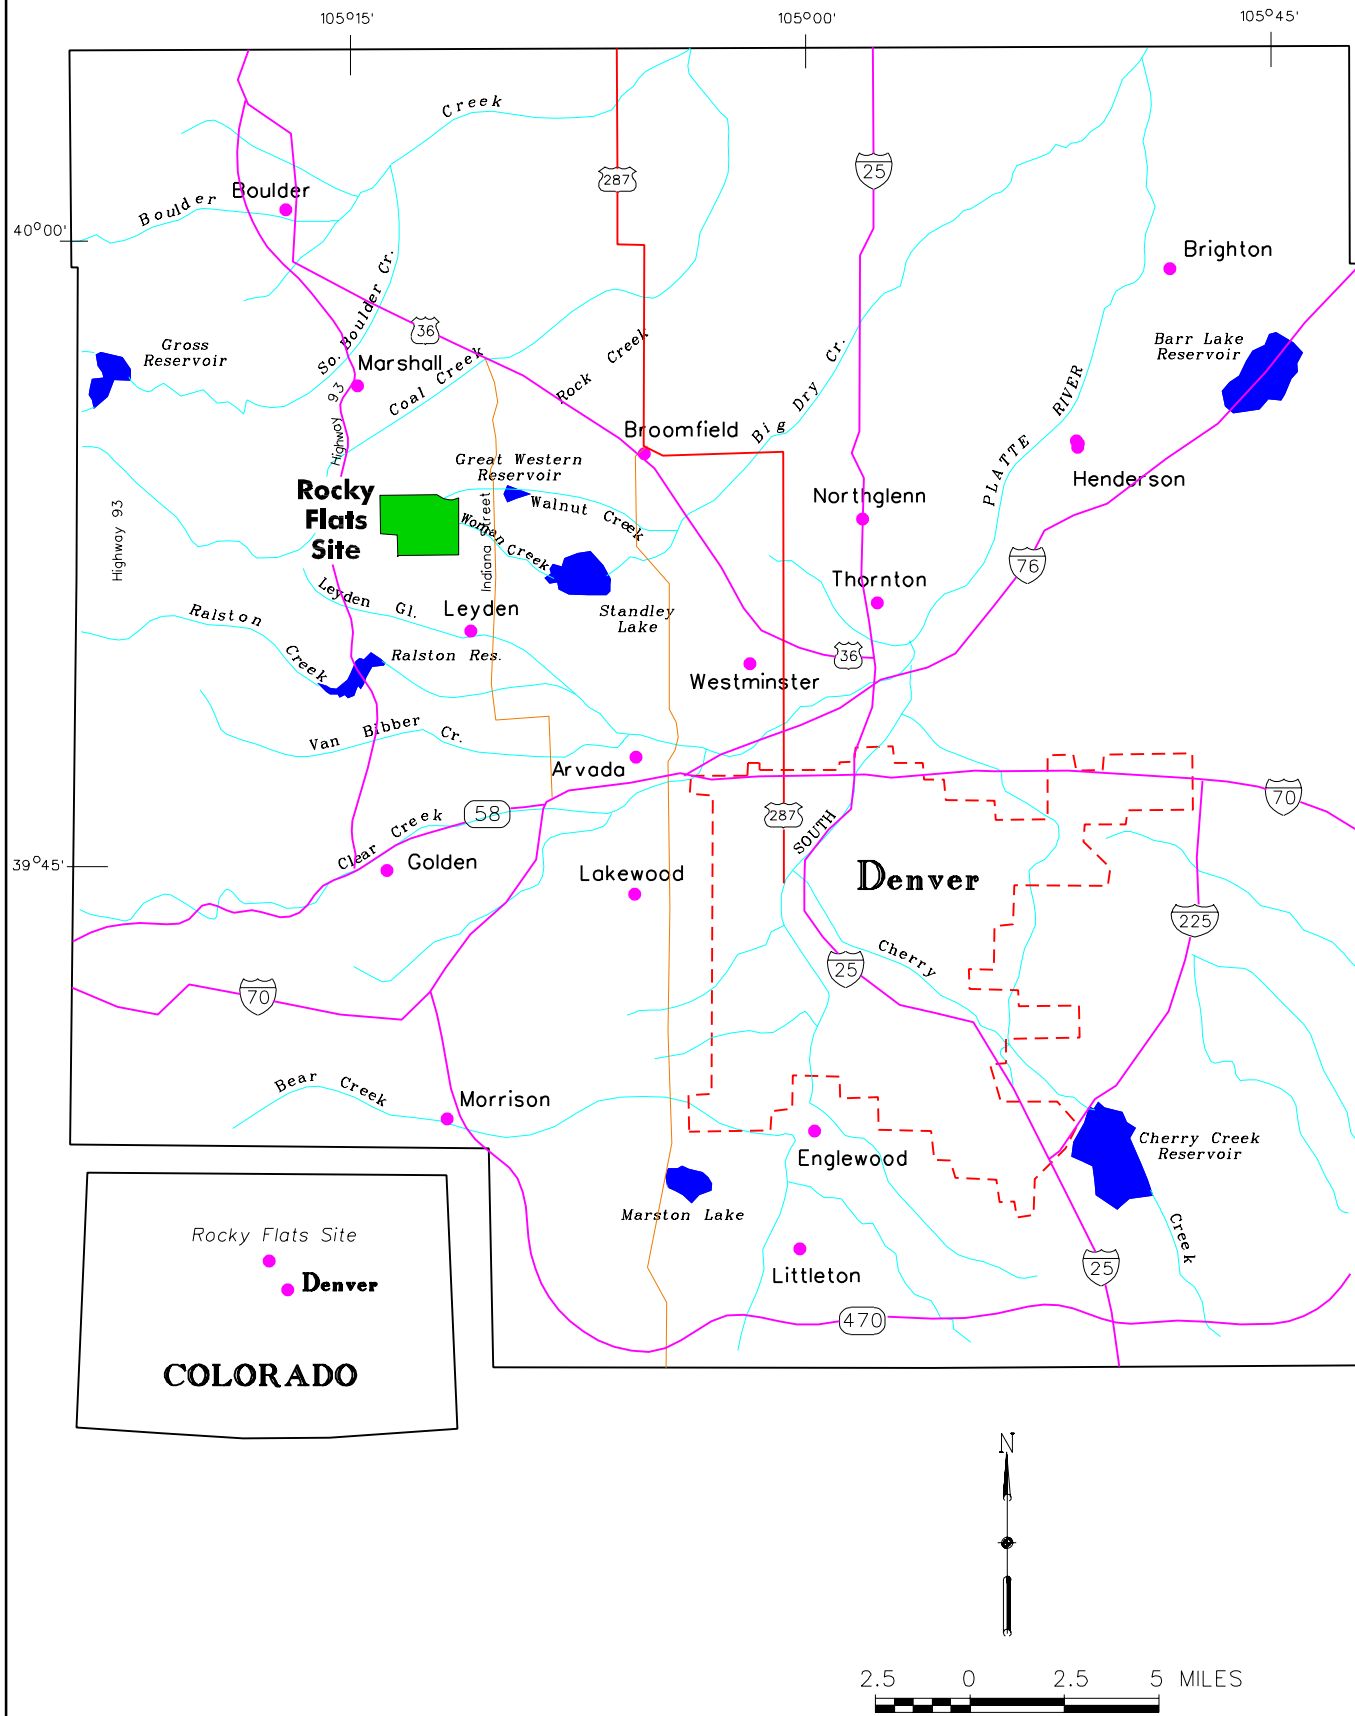 105°15'
105°00'
105°45'
Creek
287
25
Boulder
Boulder
40°00'
Brighton
So. Boulder Cr.
36
Gross
Reservoir
Barr Lake
Reservoir
Marshall
Coal Creek
Rock Creek
Big Dry Cr.
PLATTE RIVER
Highway 93
Broomfield
Great Western
Reservoir
Henderson
Rocky
Flats
Site
Northglenn
Walnut Creek
Woman Creek
Indiana Street
Highway 93
76
Thornton
Leyden Gl.
Leyden
Standley
Lake
Ralston
Creek
Ralston Res.
36
Westminster
Van Bibber Cr.
Arvada
70
58
287
SOUTH
Clear Creek
39°45'
Golden
Lakewood
Denver
225
Cherry
25
70
Bear Creek
Morrison
Englewood
Cherry Creek
Reservoir
Marston Lake
Creek
Littleton
25
470
Rocky Flats Site
Denver
COLORADO
N
2.5 0 2.5 5 MILES